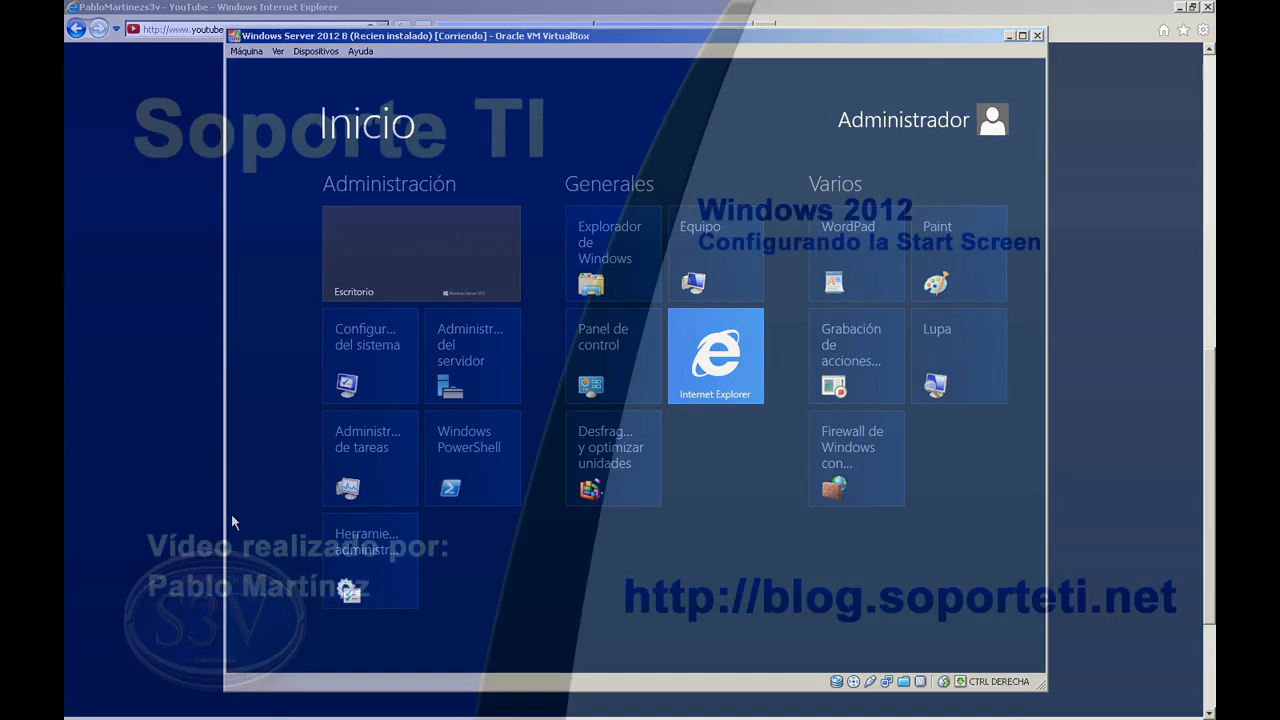 PabloMartinezs3v - YouTube - Windows Internet Explorer
http://www.youtube
Windows Server 2012 B (Recien instalado) [Corriendo] - Oracle VM VirtualBox
Máquina Ver Dispositivos Ayuda
Soporte TI
Inicio
Administrador
Administración
Generales
Varios
Windows 2012
Configurando la Start Screen
Escritorio
Windows Server 2012
Explorador
de
Windows
Equipo
WordPad
Paint
Configur...
del sistema
Administr...
del
servidor
Panel de
control
Internet Explorer
Grabación
de
acciones...
Lupa
Administr...
de tareas
Windows
PowerShell
Desfrag...
y optimizar
unidades
Firewall de
Windows
con...
Herramie...
administr...
Vídeo realizado por:
Pablo Martínez
S3V
http://blog.soporteti.net
CTRL DERECHA